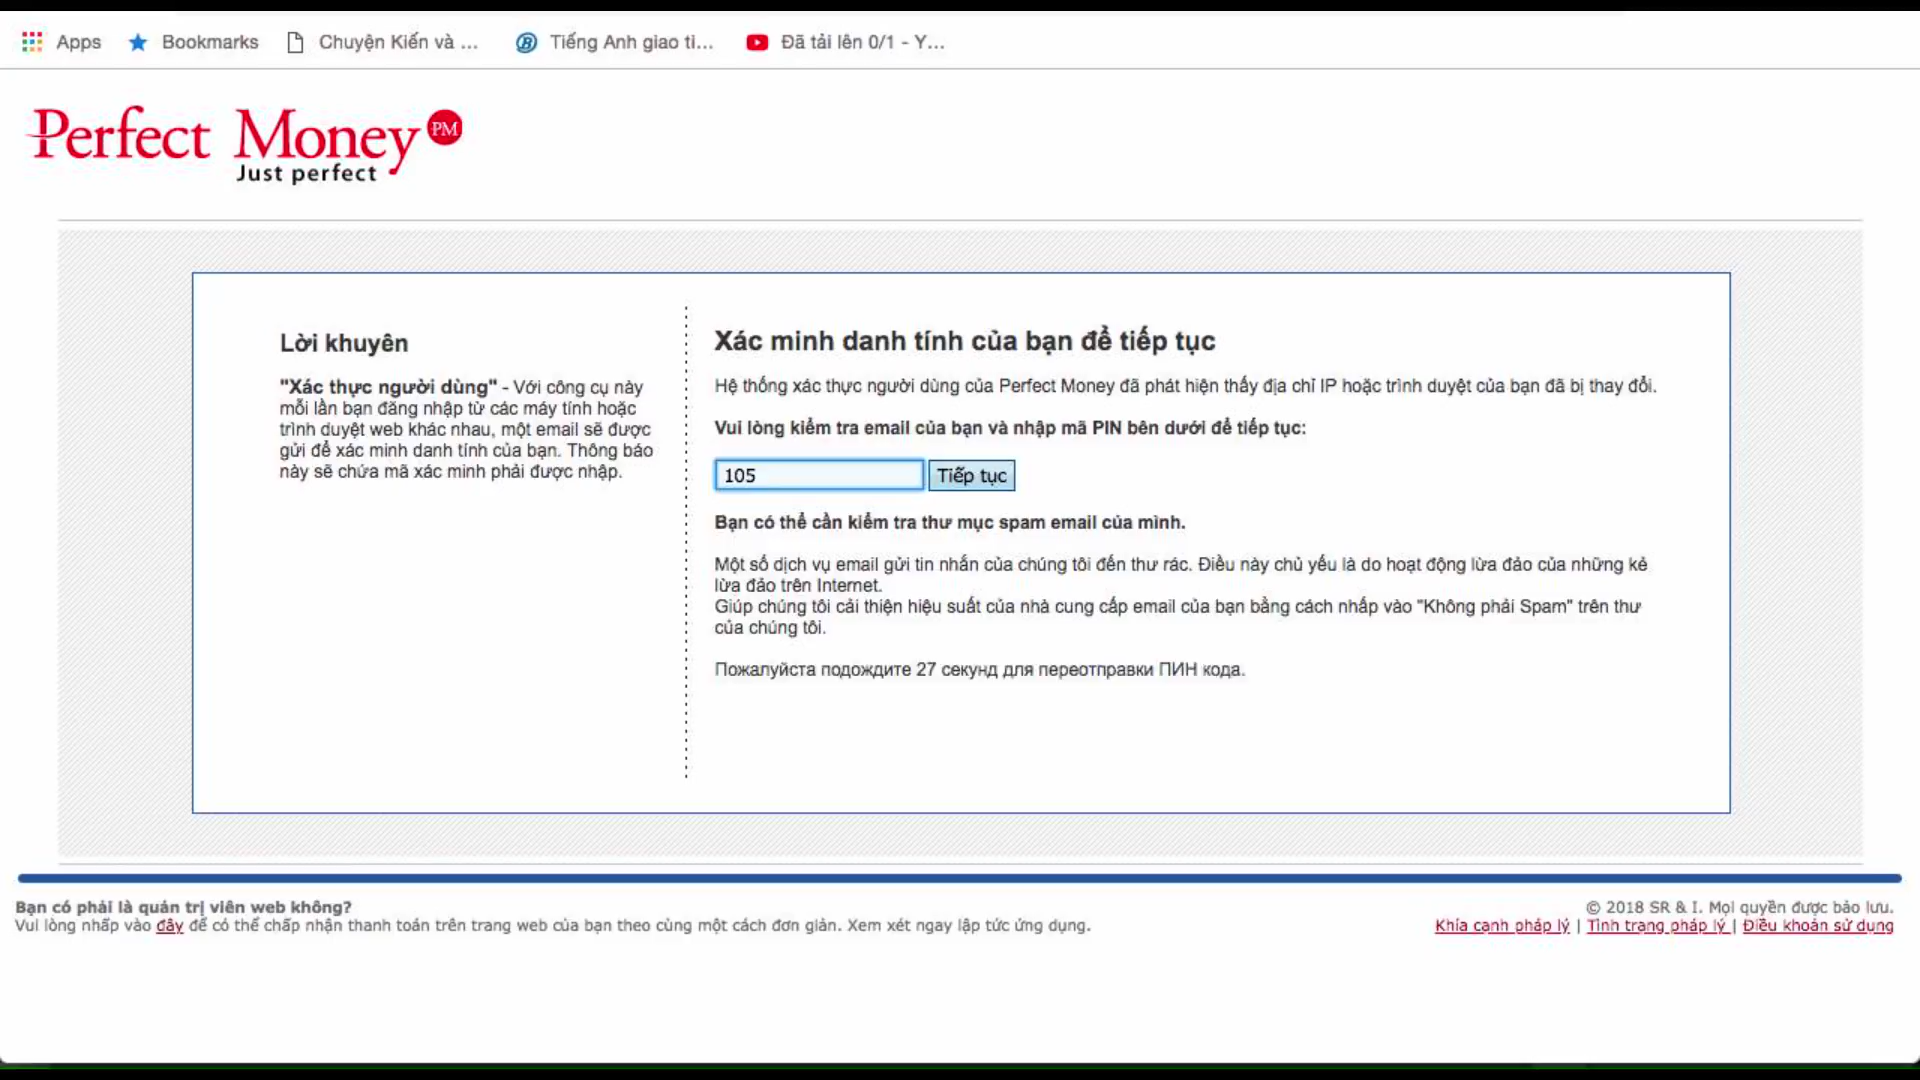 Apps Bookmarks Chuyện Kiến và ... Tiếng Anh giao ti... Đã tải lên 0/1 - Y...
Perfect Money PM
Just perfect
Lời khuyên
"Xác thực người dùng" - Với công cụ này
mỗi lần bạn đăng nhập từ các máy tính hoặc
trình duyệt web khác nhau, một email sẽ được
gửi để xác minh danh tính của bạn. Thông báo
này sẽ chứa mã xác minh phải được nhập.
Xác minh danh tính của bạn để tiếp tục
Hệ thống xác thực người dùng của Perfect Money đã phát hiện thấy địa chỉ IP hoặc trình duyệt của bạn đã bị thay đổi.
Vui lòng kiểm tra email của bạn và nhập mã PIN bên dưới để tiếp tục:
105 Tiếp tục
Bạn có thể cần kiểm tra thư mục spam email của mình.
Một số dịch vụ email gửi tin nhắn của chúng tôi đến thư rác. Điều này chủ yếu là do hoạt động lừa đảo của những kẻ
lừa đảo trên Internet.
Giúp chúng tôi cải thiện hiệu suất của nhà cung cấp email của bạn bằng cách nhấp vào "Không phải Spam" trên thư
của chúng tôi.
Пожалуйста подождите 27 секунд для переотправки ПИН кода.
Bạn có phải là quản trị viên web không?
Vui lòng nhấp vào đây để có thể chấp nhận thanh toán trên trang web của bạn theo cùng một cách đơn giản. Xem xét ngay lập tức ứng dụng.
© 2018 SR & I. Mọi quyền được bảo lưu.
Khía cạnh pháp lý | Tình trạng pháp lý | Điều khoản sử dụng